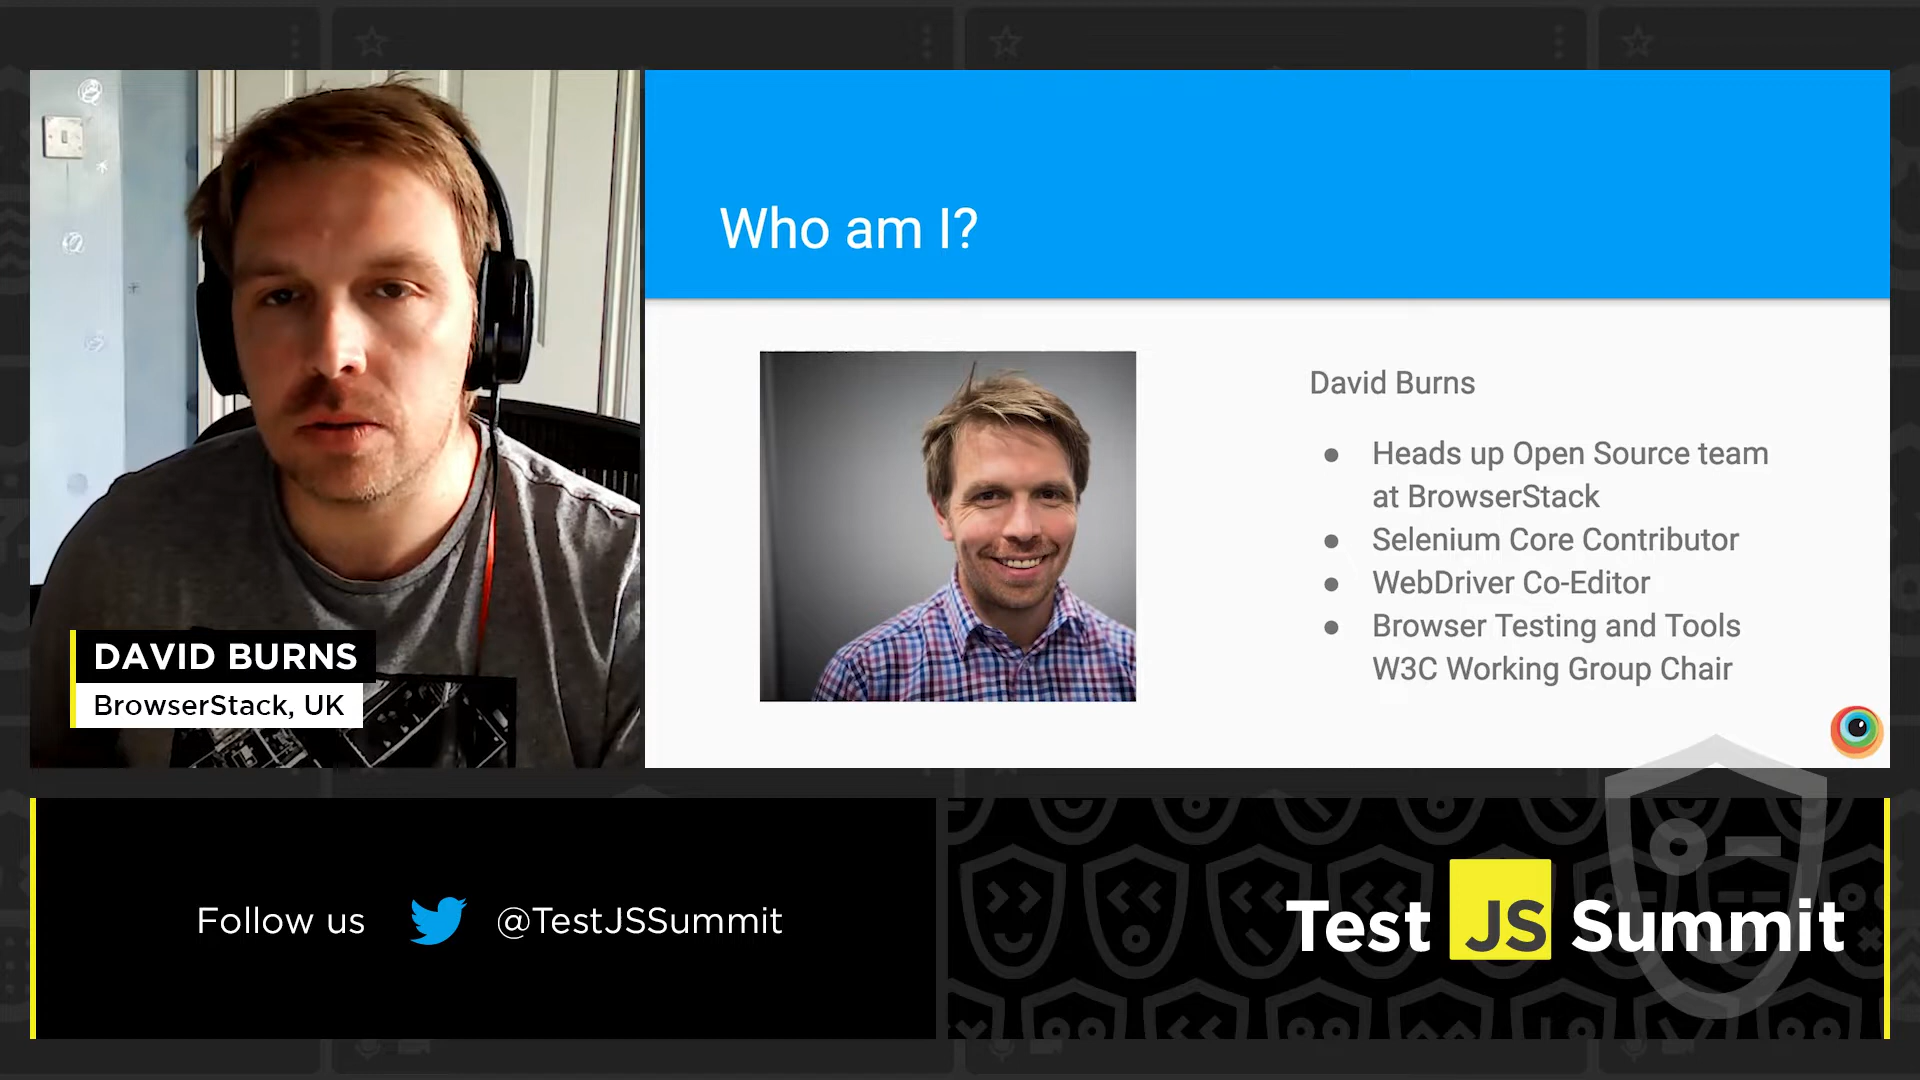 Who am I?
David Burns
● Heads up Open Source team
at BrowserStack
● Selenium Core Contributor
● WebDriver Co-Editor
● Browser Testing and Tools
W3C Working Group Chair
DAVID BURNS
BrowserStack, UK
Follow us @TestJSSummit
Test JS Summit